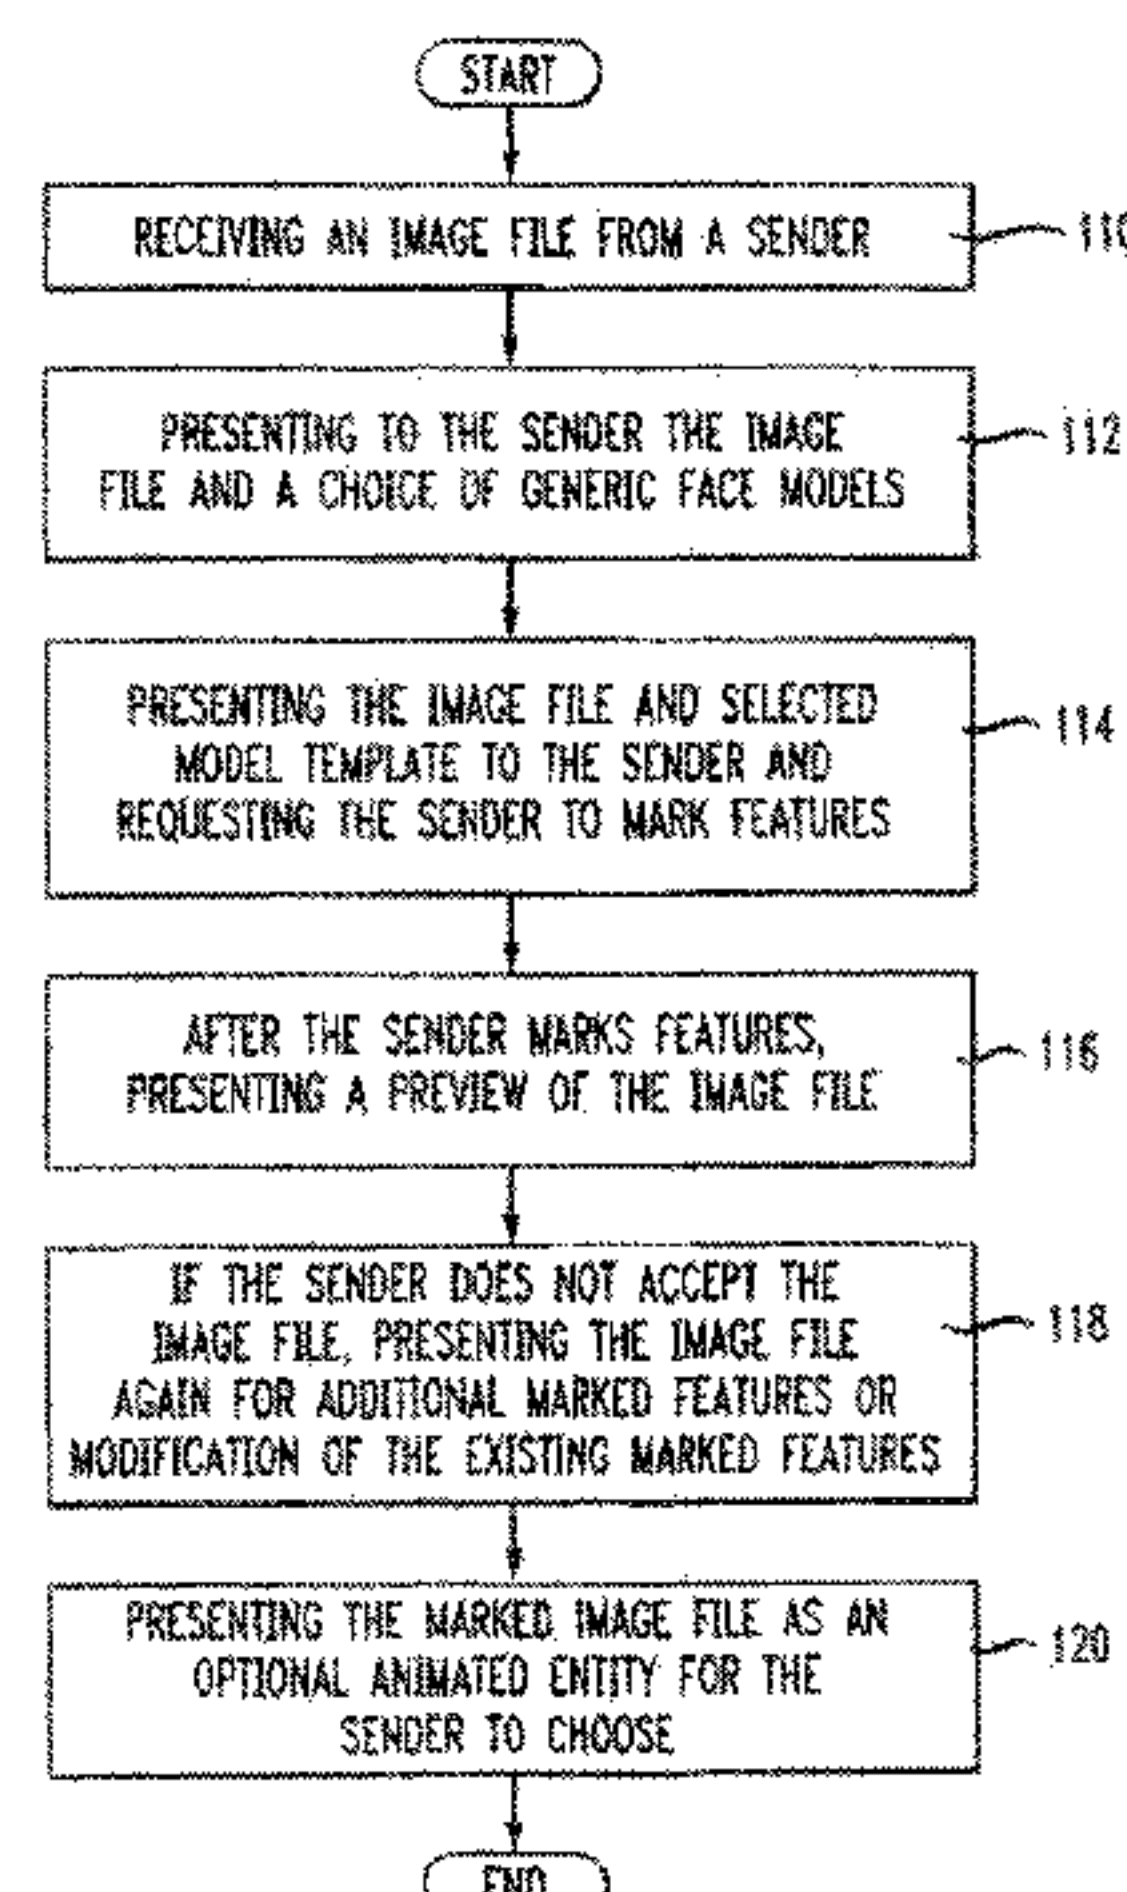 START
RECEIVING AN IMAGE FILE FROM A SENDER
110
PRESENTING TO THE SENDER THE IMAGE
FILE AND A CHOICE OF GENERIC FACE MODELS
112
PRESENTING THE IMAGE FILE AND SELECTED
MODEL TEMPLATE TO THE SENDER AND
REQUESTING THE SENDER TO MARK FEATURES
114
AFTER THE SENDER MARKS FEATURES,
PRESENTING A PREVIEW OF THE IMAGE FILE
116
IF THE SENDER DOES NOT ACCEPT THE
IMAGE FILE, PRESENTING THE IMAGE FILE
AGAIN FOR ADDITIONAL MARKED FEATURES OR
MODIFICATION OF THE EXISTING MARKED FEATURES
118
PRESENTING THE MARKED IMAGE FILE AS AN
OPTIONAL ANIMATED ENTITY FOR THE
SENDER TO CHOOSE
120
END